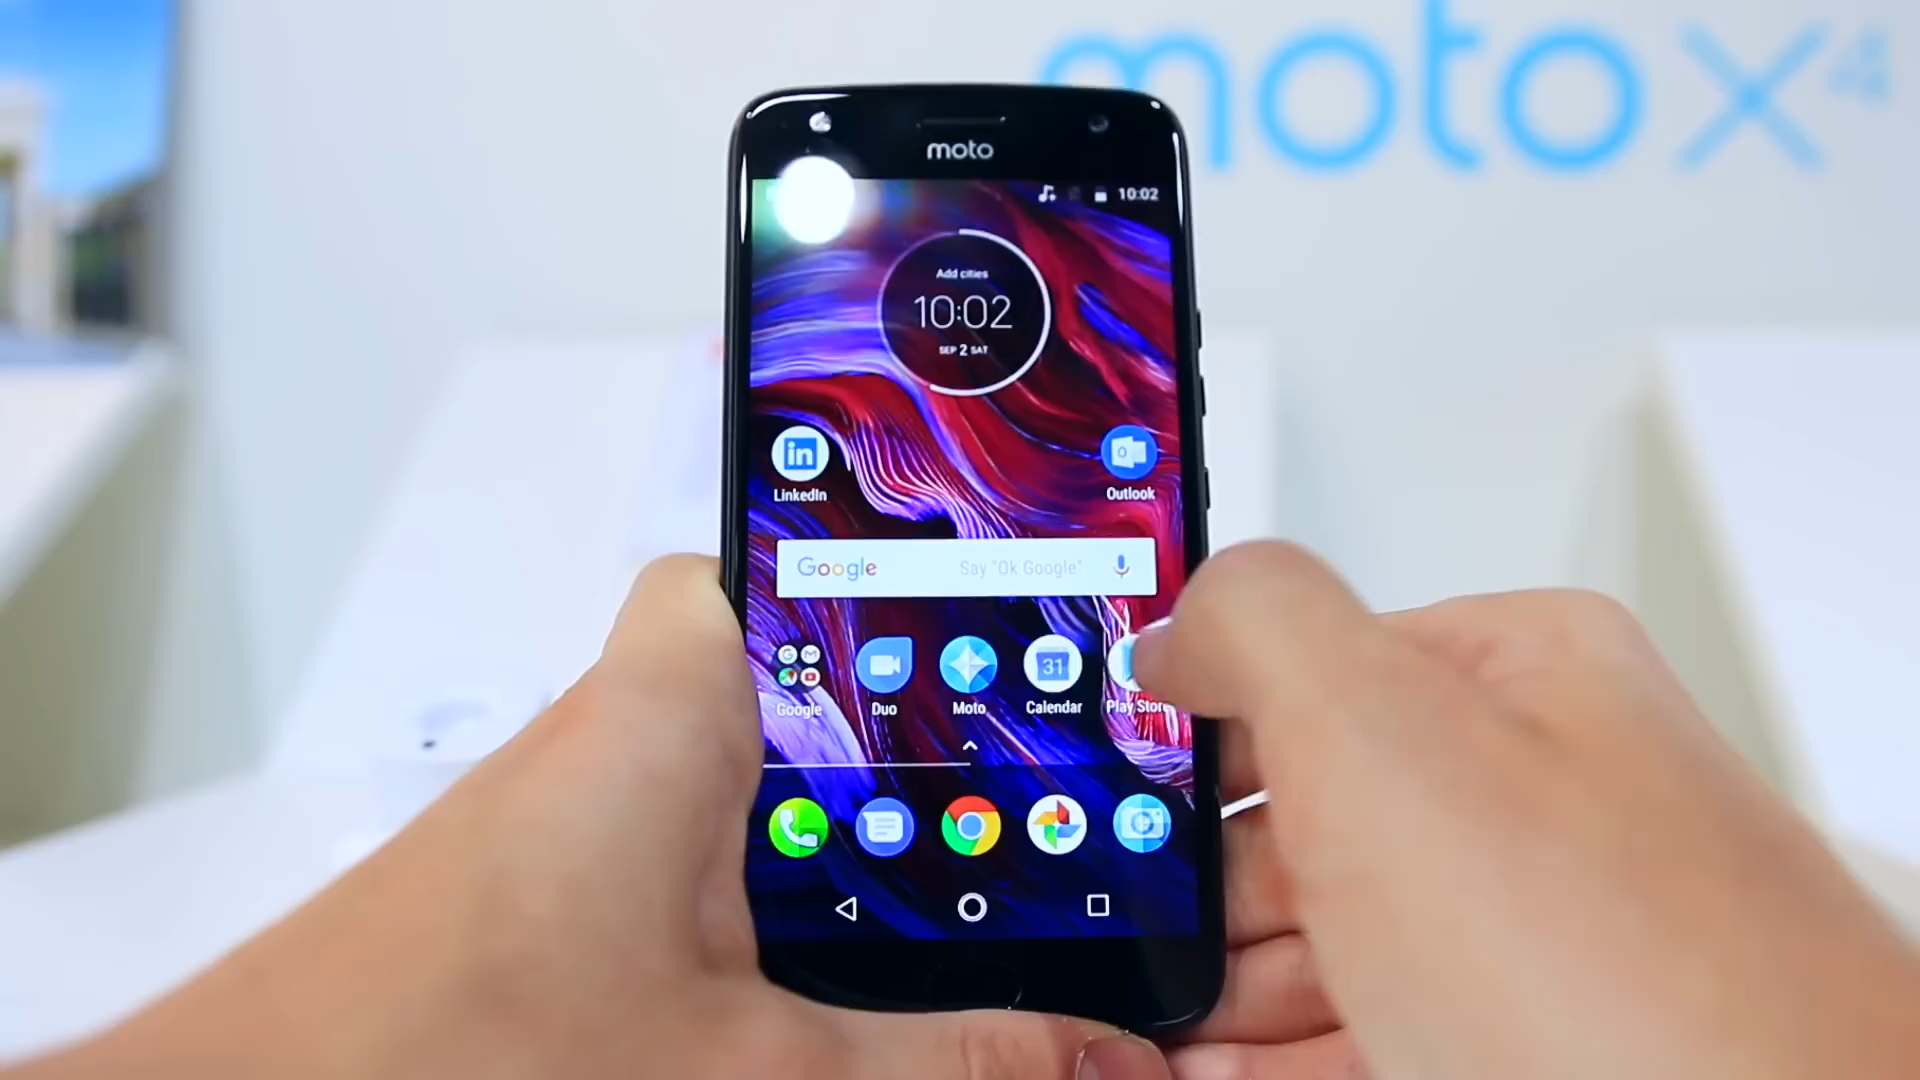 moto x4
moto
10:02
Add cities
10:02
SEP 2 SAT
LinkedIn
Outlook
Google
Say "Ok Google"
31
Google
Duo
Moto
Calendar
Play Store